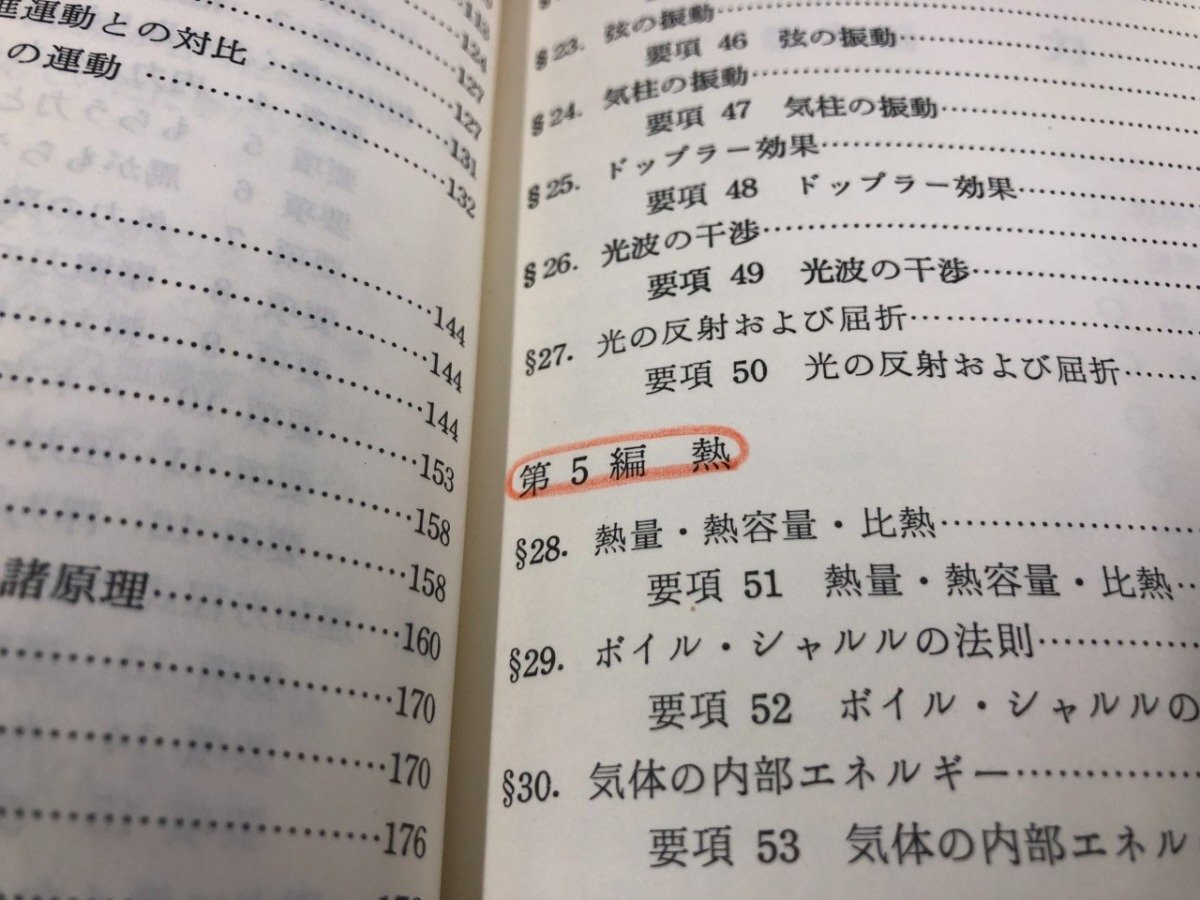 進運動との対比
の運動
118
124
127
127
131
132
144
144
144
153
158
158
諸原理 160
170
170
176
§23. 弦の振動
要項 46 弦の振動
§24. 気柱の振動
要項 47 気柱の振動
§25. ドップラー効果
要項 48 ドップラー効果
§26. 光波の干渉
要項 49 光波の干渉
§27. 光の反射および屈折
要項 50 光の反射および屈折
第 5 編 熱
§28. 熱量・熱容量・比熱
要項 51 熱量・熱容量・比熱
§29. ボイル・シャルルの法則
要項 52 ボイル・シャルルの
§30. 気体の内部エネルギー
要項 53 気体の内部エネル